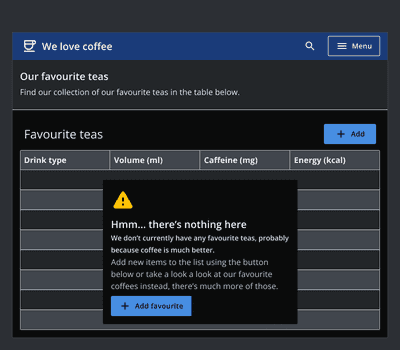 We love coffee
Menu
Our favourite teas
Find our collection of our favourite teas in the table below.
Favourite teas
Add
Drink type
Volume (ml)
Caffeine (mg)
Energy (kcal)
Hmm... there's nothing here
We don't currently have any favourite teas, probably
because coffee is much better.
Add new items to the list using the button
below or take a look a look at our favourite
coffees instead, there's much more of those.
Add favourite